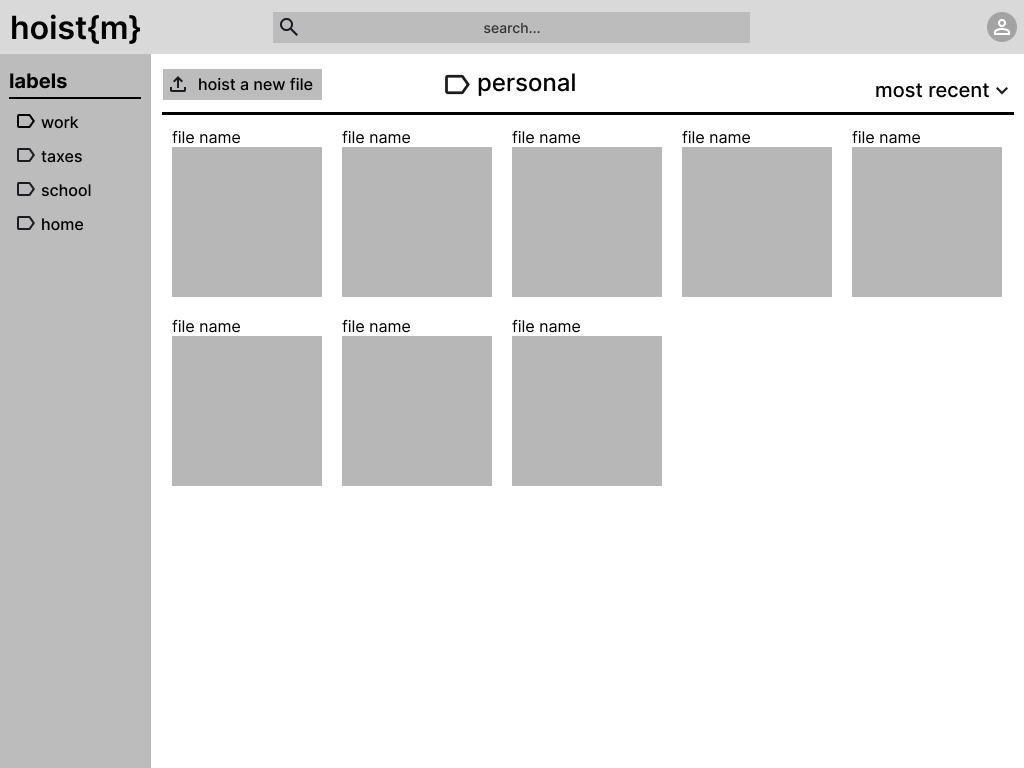 hoist{m}
search...
labels
work
taxes
school
home
hoist a new file
personal
most recent
file name
file name
file name
file name
file name
file name
file name
file name